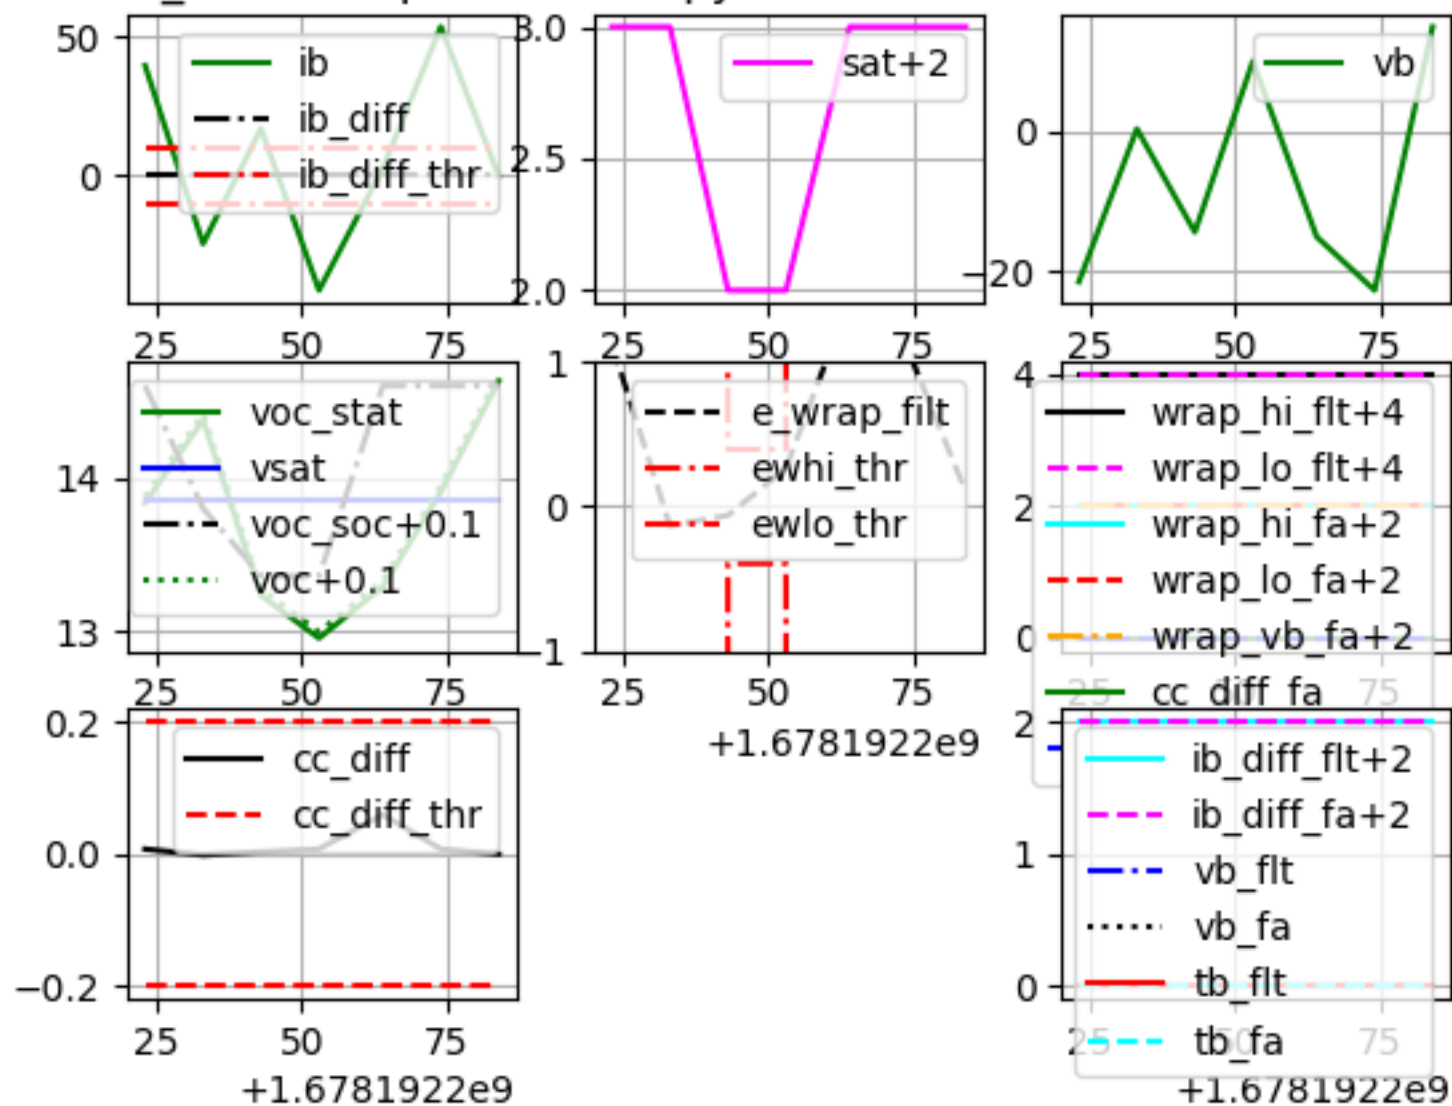 50
0
ib
ib_diff
ib_diff_thr
25 50 75
3.0
2.5
2.0
sat+2
25 50 75
0
−20
vb
25 50 75
14
13
voc_stat
vsat
voc_soc+0.1
voc+0.1
25 50 75
1
0
−1
e_wrap_filt
ewhi_thr
ewlo_thr
25 50 75
+1.6781922e9
4
2
0
wrap_hi_flt+4
wrap_lo_flt+4
wrap_hi_fa+2
wrap_lo_fa+2
wrap_vb_fa+2
cc_diff_fa
25 75
0.2
0.0
−0.2
cc_diff
cc_diff_thr
25 50 75
+1.6781922e9
2
1
0
ib_diff_flt+2
ib_diff_fa+2
vb_flt
vb_fa
tb_flt
tb_fa
25 50 75
+1.6781922e9